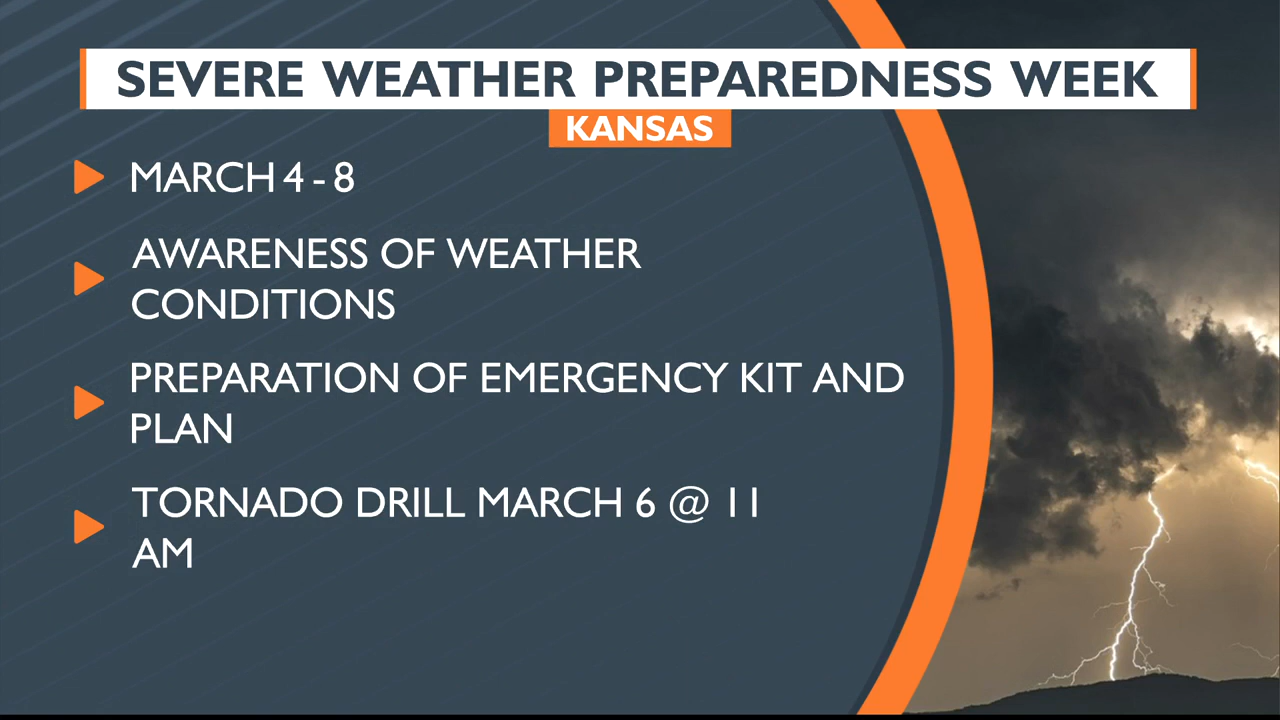 SEVERE WEATHER PREPAREDNESS WEEK
KANSAS
MARCH 4 - 8
AWARENESS OF WEATHER
CONDITIONS
PREPARATION OF EMERGENCY KIT AND
PLAN
TORNADO DRILL MARCH 6 @ 11
AM